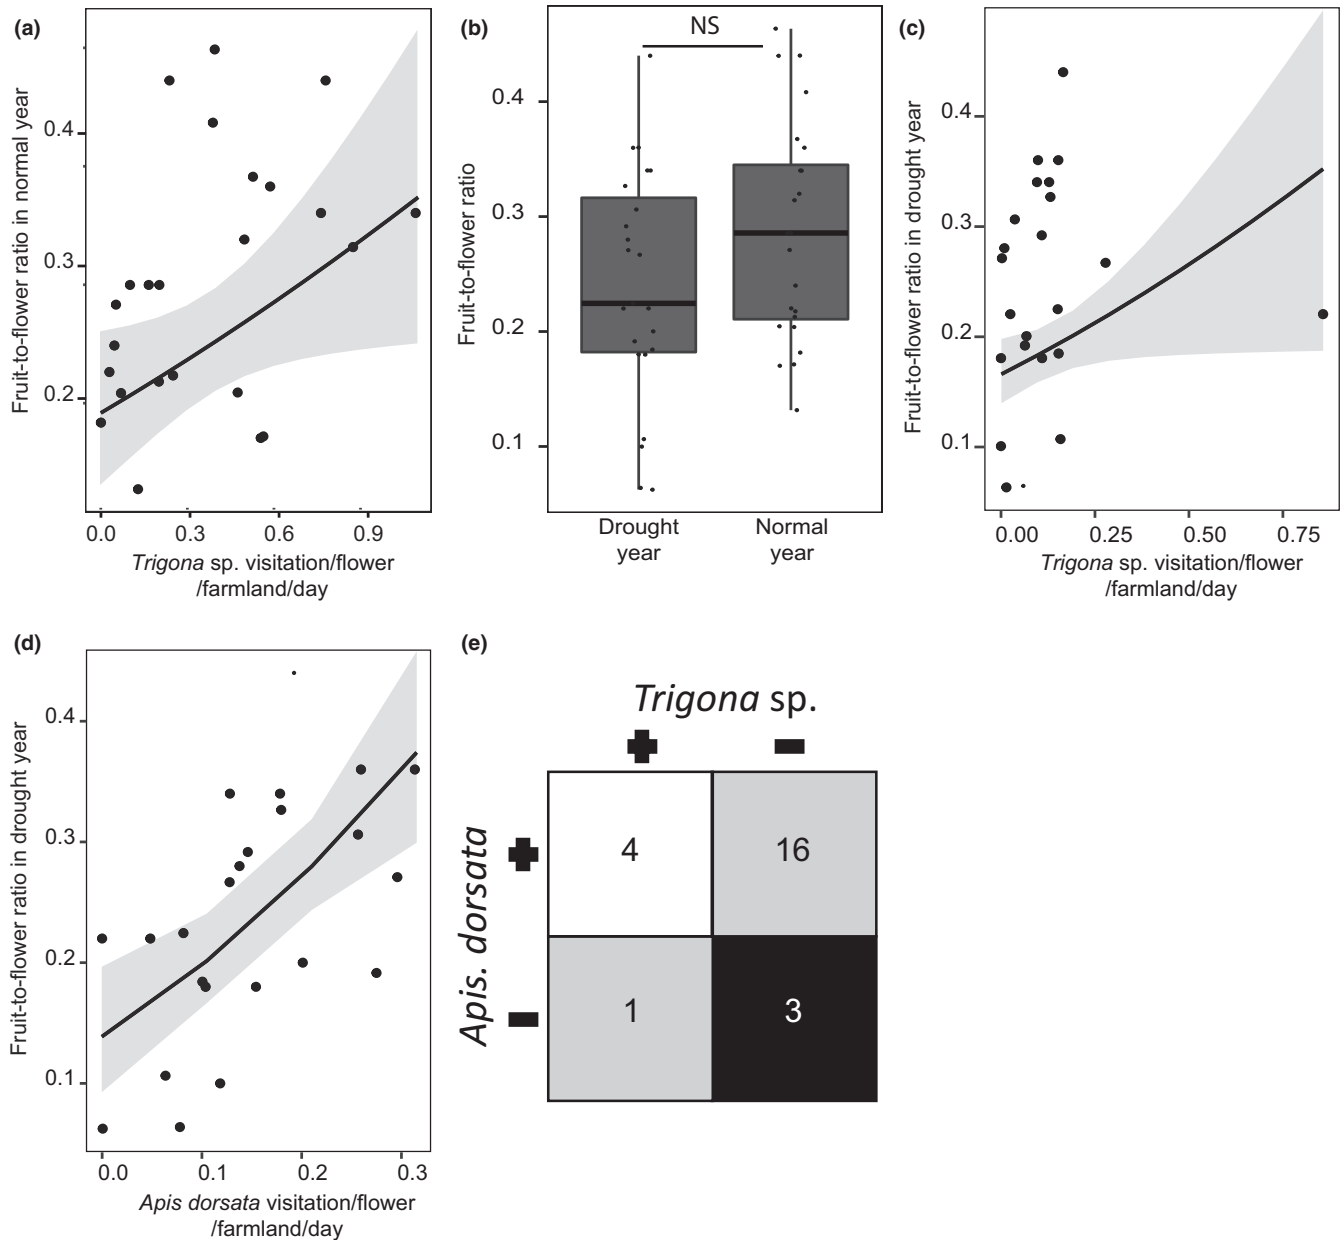 (a)
Fruit-to-flower ratio in normal year
0.4
0.3
0.2
0.0 0.3 0.6 0.9
Trigona sp. visitation/flower
/farmland/day
(b)
Fruit-to-flower ratio
NS
0.4
0.3
0.2
0.1
Drought
year
Normal
year
(c)
Fruit-to-flower ratio in drought year
0.4
0.3
0.2
0.1
0.00 0.25 0.50 0.75
Trigona sp. visitation/flower
/farmland/day
(d)
Fruit-to-flower ratio in drought year
0.4
0.3
0.2
0.1
0.0 0.1 0.2 0.3
Apis dorsata visitation/flower
/farmland/day
(e)
Trigona sp.
+ −
Apis. dorsata
+ 4 16
− 1 3